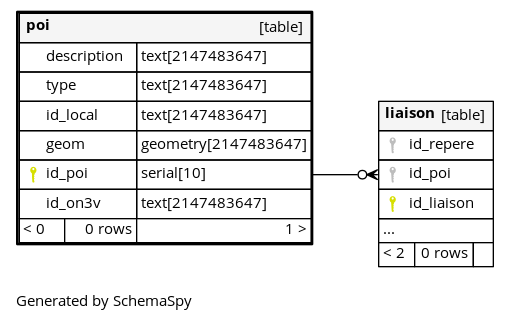 poi [table]
description text[2147483647]
type text[2147483647]
id_local text[2147483647]
geom geometry[2147483647]
id_poi serial[10]
id_on3v text[2147483647]
< 0 0 rows 1 >
liaison [table]
id_repere
id_poi
id_liaison
...
< 2 0 rows
Generated by SchemaSpy